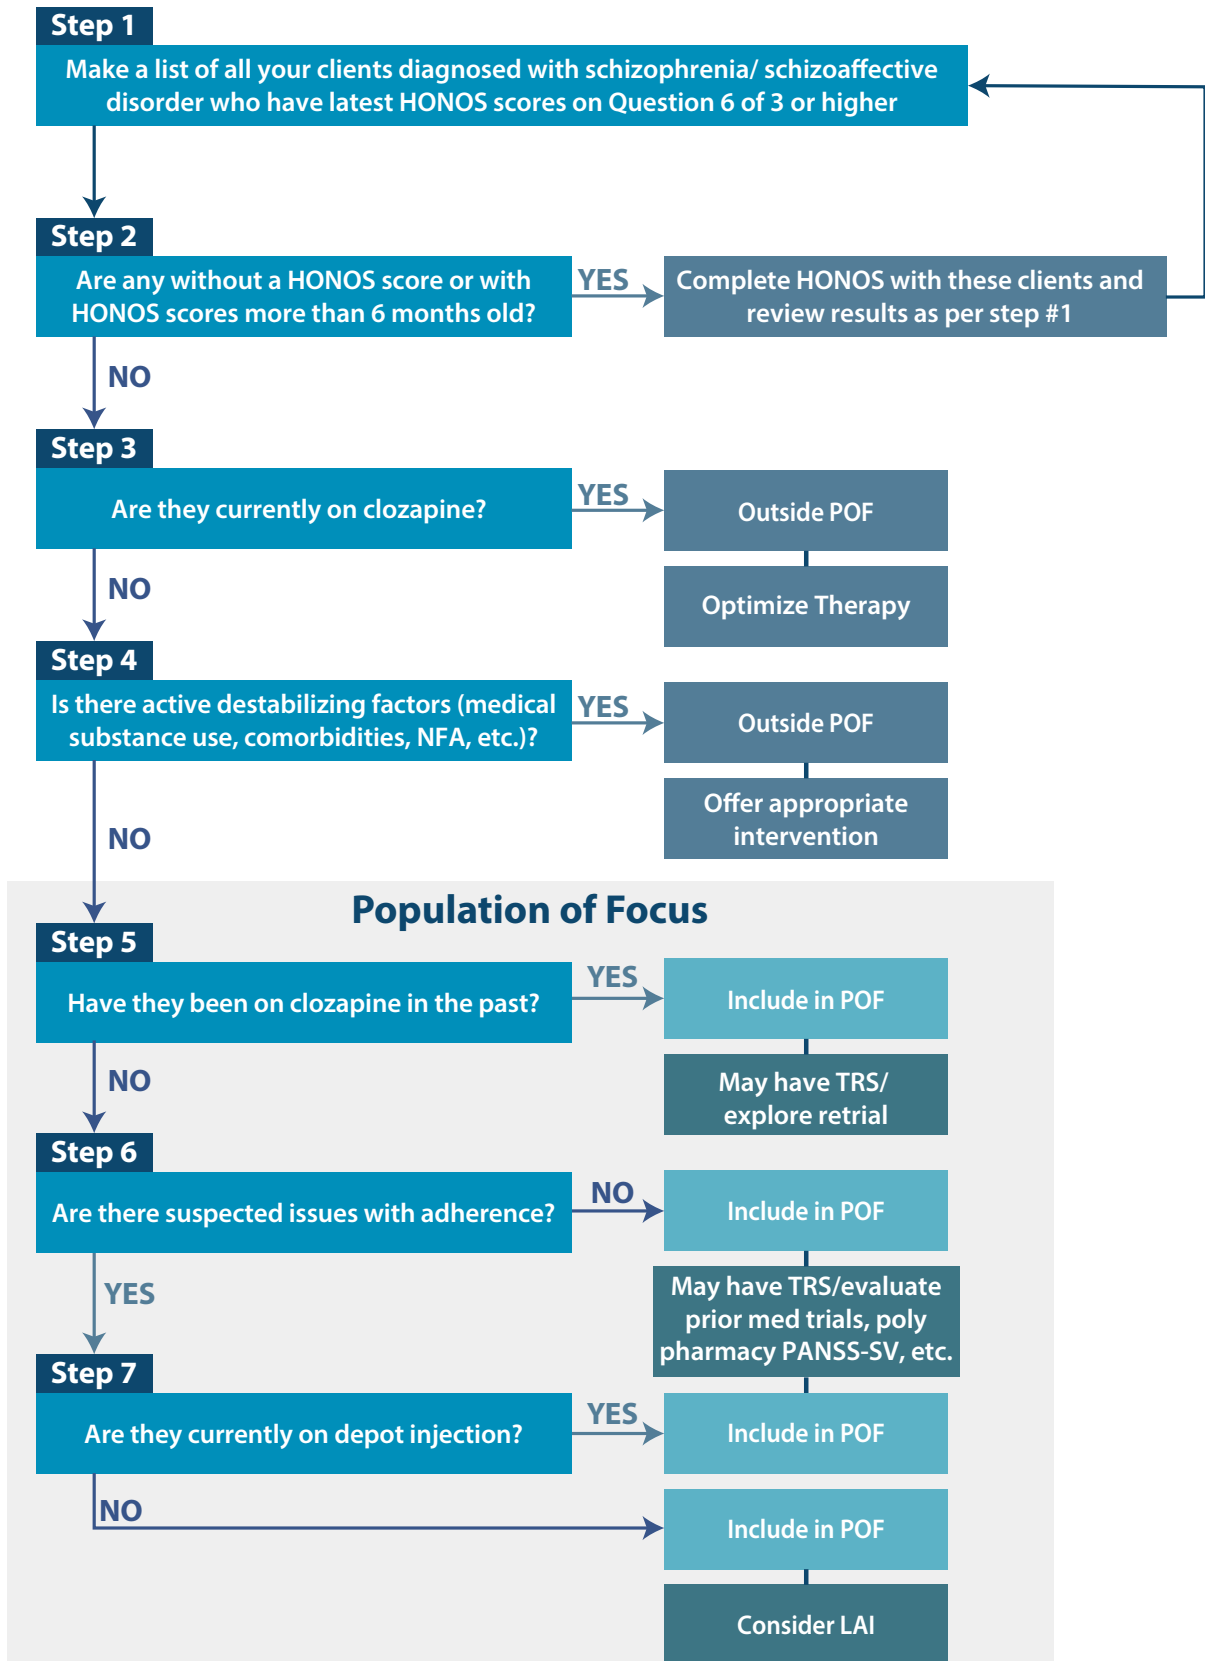 Step 1
Make a list of all your clients diagnosed with schizophrenia/ schizoaffective
disorder who have latest HONOS scores on Question 6 of 3 or higher
Step 2
Are any without a HONOS score or with
HONOS scores more than 6 months old?
YES
Complete HONOS with these clients and
review results as per step #1
NO
Step 3
Are they currently on clozapine?
YES
Outside POF
Optimize Therapy
NO
Step 4
Is there active destabilizing factors (medical
substance use, comorbidities, NFA, etc.)?
YES
Outside POF
Offer appropriate
intervention
NO
Population of Focus
Step 5
Have they been on clozapine in the past?
YES
Include in POF
May have TRS/
explore retrial
NO
Step 6
Are there suspected issues with adherence?
NO
Include in POF
May have TRS/evaluate
prior med trials, poly
pharmacy PANSS-SV, etc.
YES
Step 7
Are they currently on depot injection?
YES
Include in POF
NO
Include in POF
Consider LAI